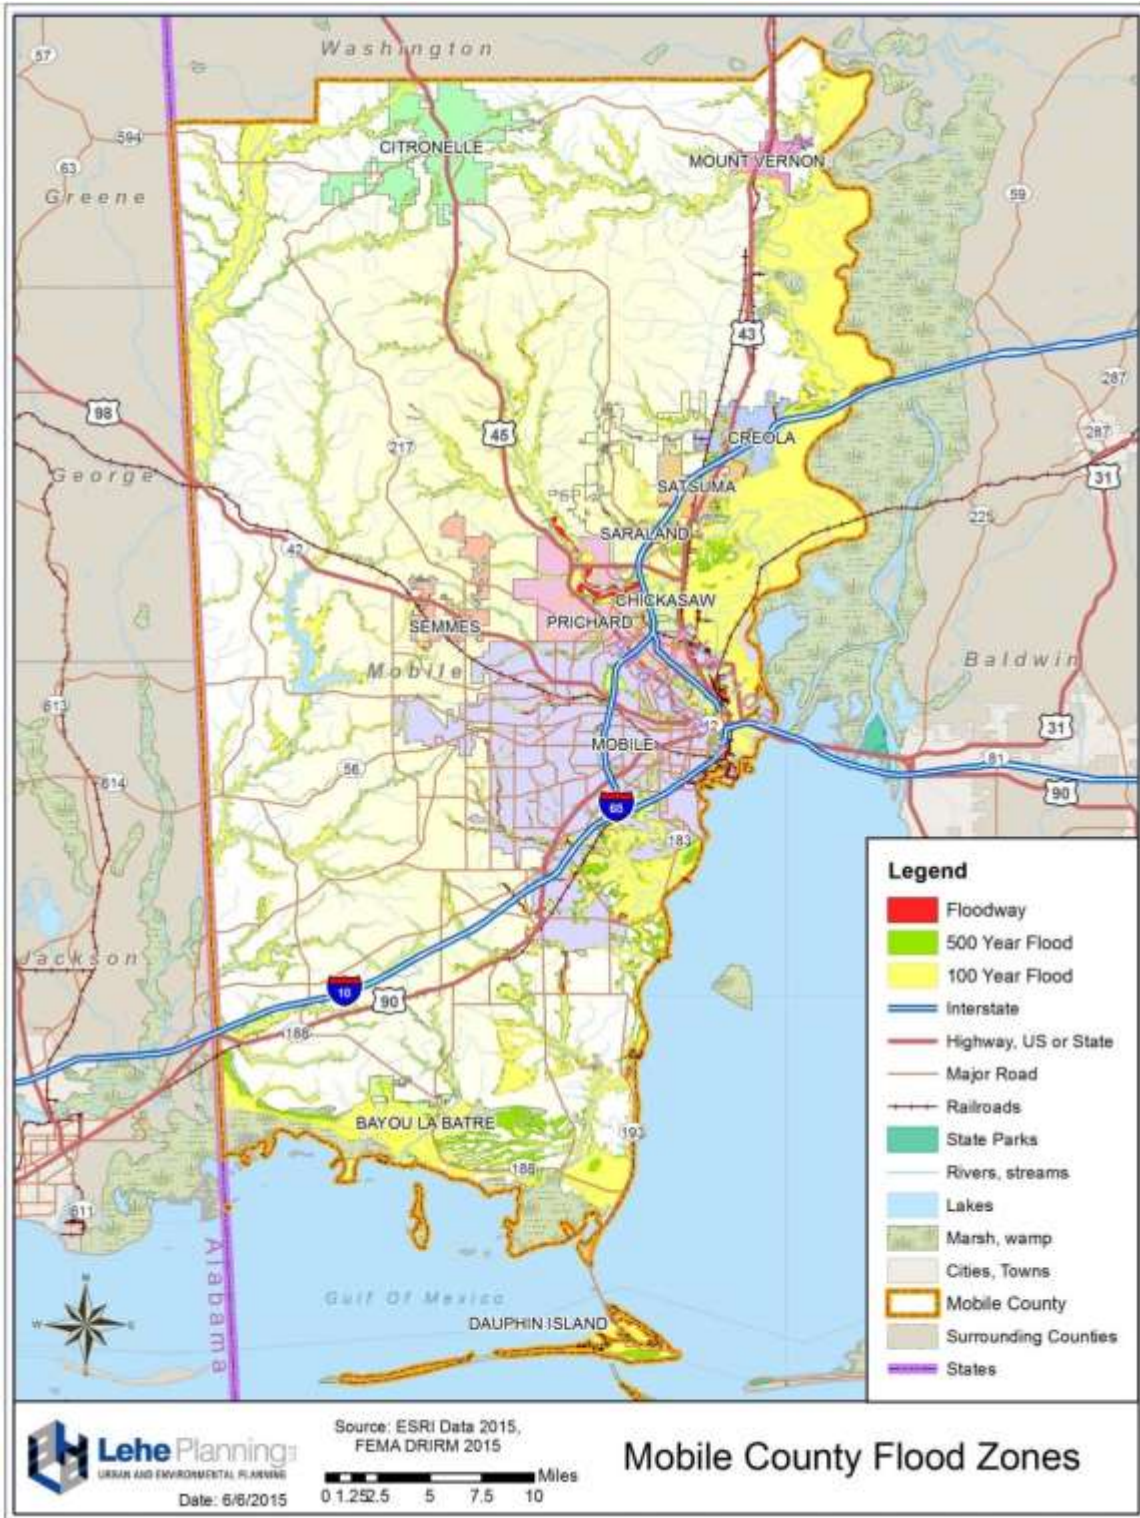 Washington
57
594
CITRONELLE
MOUNT VERNON
63
59
Greene
43
287
98
217
45
CREOLA
287
31
George
SATSUMA
225
SARALAND
42
CHICKASAW
SEMMES
PRICHARD
Mobile
Baldwin
613
12
31
MOBILE
614
56
81
90
65
183
Jackson
10
90
188
BAYOU LA BATRE
193
188
611
Alabama
Gulf Of Mexico
DAUPHIN ISLAND
N
W
E
S
Legend
Floodway
500 Year Flood
100 Year Flood
Interstate
Highway, US or State
Major Road
Railroads
State Parks
Rivers, streams
Lakes
Marsh, wamp
Cities, Towns
Mobile County
Surrounding Counties
States
Lehe Planning LLC
URBAN AND ENVIRONMENTAL PLANNING
Date: 6/6/2015
Source: ESRI Data 2015,
FEMA DRIRM 2015
Miles
0 1.25 2.5 5 7.5 10
Mobile County Flood Zones